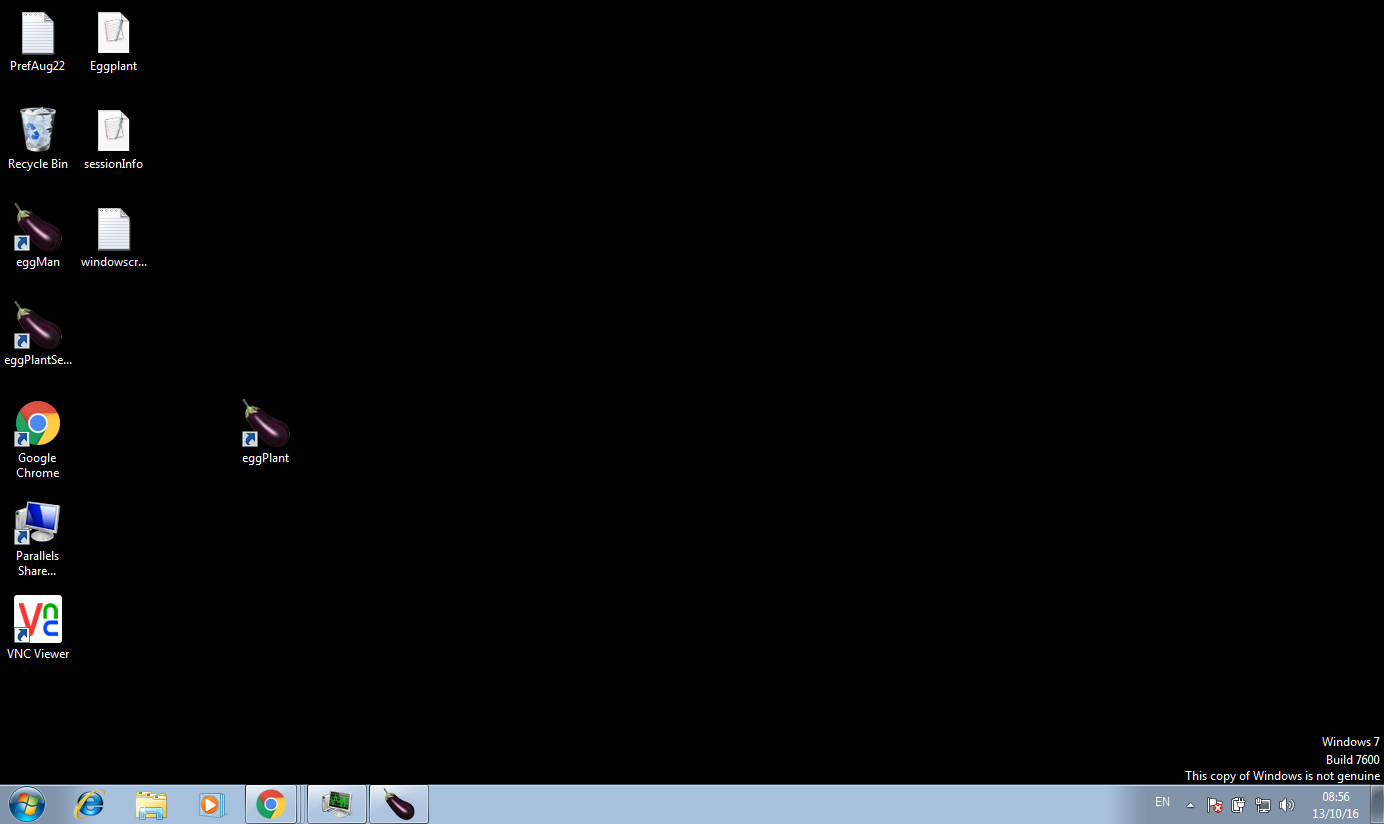 PrefAug22
Eggplant
Recycle Bin
sessionInfo
eggMan
windowscr...
eggPlantSe...
Google
Chrome
eggPlant
Parallels
Share...
VNC
VNC Viewer
Windows 7
Build 7600
This copy of Windows is not genuine
EN
08:56
13/10/16